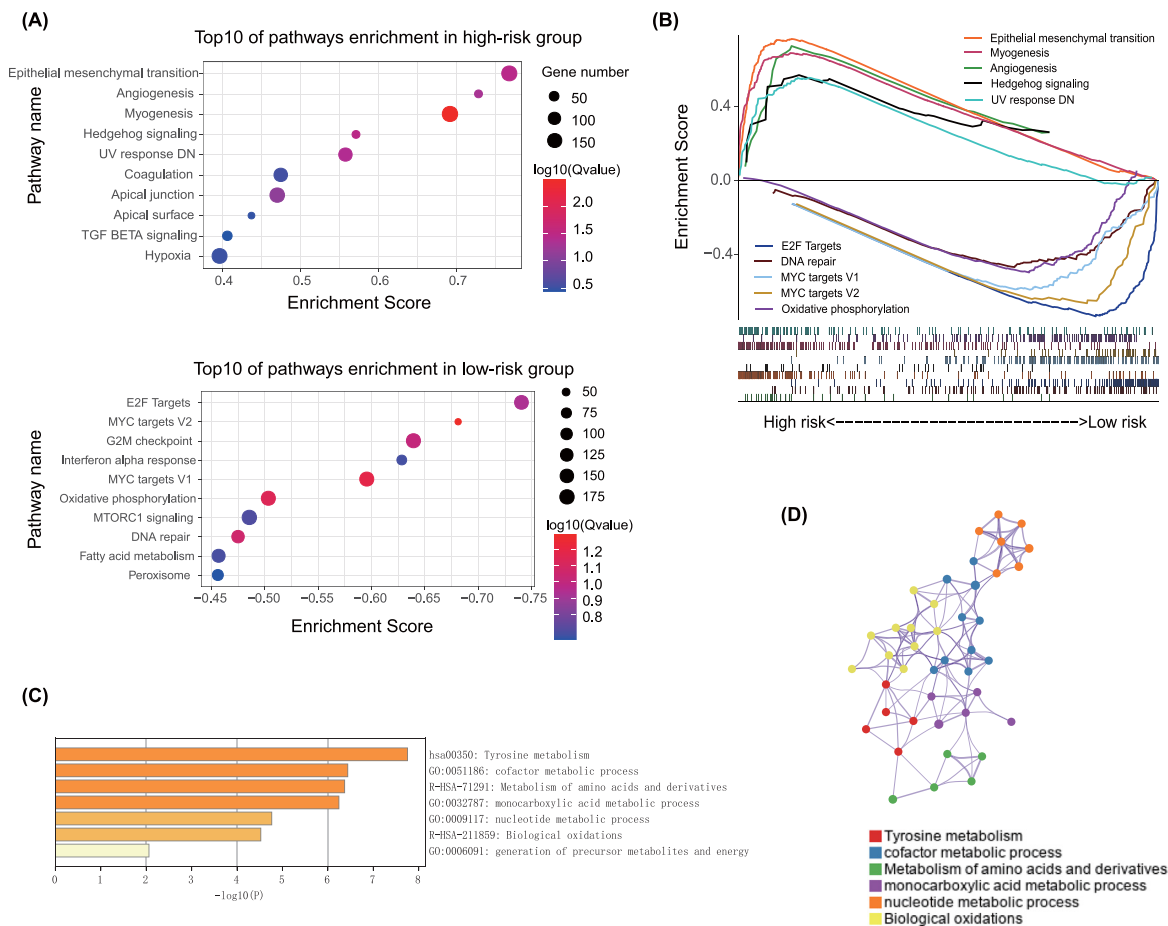 (A)
Top10 of pathways enrichment in high-risk group
Pathway name
Epithelial mesenchymal transition
Angiogenesis
Myogenesis
Hedgehog signaling
UV response DN
Coagulation
Apical junction
Apical surface
TGF BETA signaling
Hypoxia
0.4 0.5 0.6 0.7
Enrichment Score
Gene number
50
100
150
log10(Qvalue)
2.0
1.5
1.0
0.5
Top10 of pathways enrichment in low-risk group
Pathway name
E2F Targets
MYC targets V2
G2M checkpoint
Interferon alpha response
MYC targets V1
Oxidative phosphorylation
MTORC1 signaling
DNA repair
Fatty acid metabolism
Peroxisome
−0.45 −0.50 −0.55 −0.60 −0.65 −0.70 −0.75
Enrichment Score
50
75
100
125
150
175
log10(Qvalue)
1.2
1.1
1.0
0.9
0.8
(B)
Enrichment Score
0.4
0.0
−0.4
Epithelial mesenchymal transition
Myogenesis
Angiogenesis
Hedgehog signaling
UV response DN
E2F Targets
DNA repair
MYC targets V1
MYC targets V2
Oxidative phosphorylation
High risk<----------------------->Low risk
(C)
hsa00350: Tyrosine metabolism
GO:0051186: cofactor metabolic process
R-HSA-71291: Metabolism of amino acids and derivatives
GO:0032787: monocarboxylic acid metabolic process
GO:0009117: nucleotide metabolic process
R-HSA-211859: Biological oxidations
GO:0006091: generation of precursor metabolites and energy
0 1 2 3 4 5 6 7 8
-log10(P)
(D)
Tyrosine metabolism
cofactor metabolic process
Metabolism of amino acids and derivatives
monocarboxylic acid metabolic process
nucleotide metabolic process
Biological oxidations